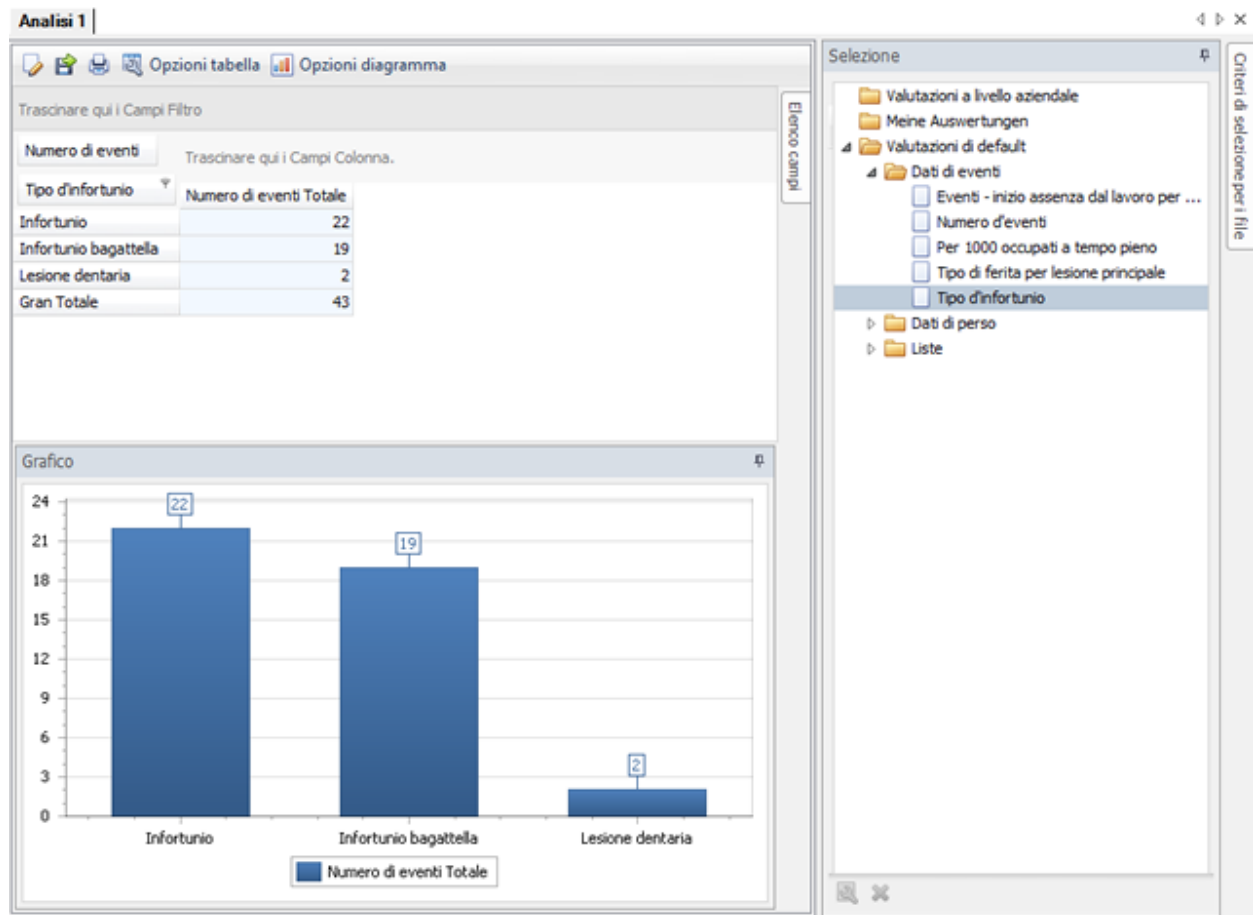 Analisi 1
Opzioni tabella Opzioni diagramma
Trascinare qui i Campi Filtro
Numero di eventi
Trascinare qui i Campi Colonna.
Tipo d'infortunio
Numero di eventi Totale
Infortunio 22
Infortunio bagattella 19
Lesione dentaria 2
Gran Totale 43
Elenco campi
Grafico
24
21
18
15
12
9
6
3
0
22
19
2
Infortunio
Infortunio bagattella
Lesione dentaria
Numero di eventi Totale
Selezione
Valutazioni a livello aziendale
Meine Auswertungen
Valutazioni di default
Dati di eventi
Eventi - inizio assenza dal lavoro per ...
Numero d'eventi
Per 1000 occupati a tempo pieno
Tipo di ferita per lesione principale
Tipo d'infortunio
Dati di perso
Liste
Criteri di selezione per i file